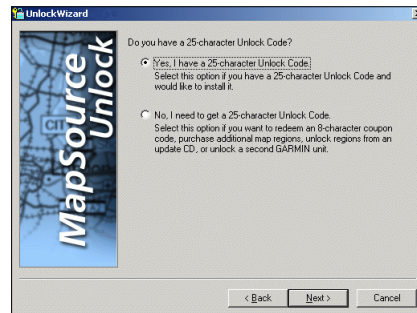 UnlockWizard
Do you have a 25-character Unlock Code?
Yes, I have a 25-character Unlock Code.
Select this option if you have a 25-character Unlock Code and
would like to install it.
No, I need to get a 25-character Unlock Code.
Select this option if you want to redeem an 8-character coupon
code, purchase additional map regions, unlock regions from an
update CD, or unlock a second GARMIN unit.
MapSource
Unlock
CIT
< Back
Next >
Cancel